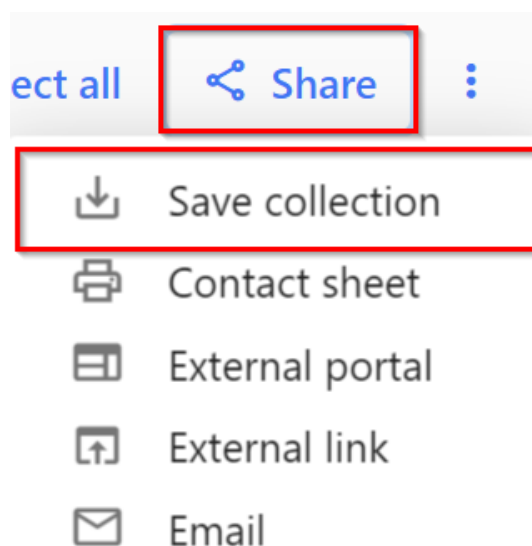 ect all Share
Save collection
Contact sheet
External portal
External link
Email